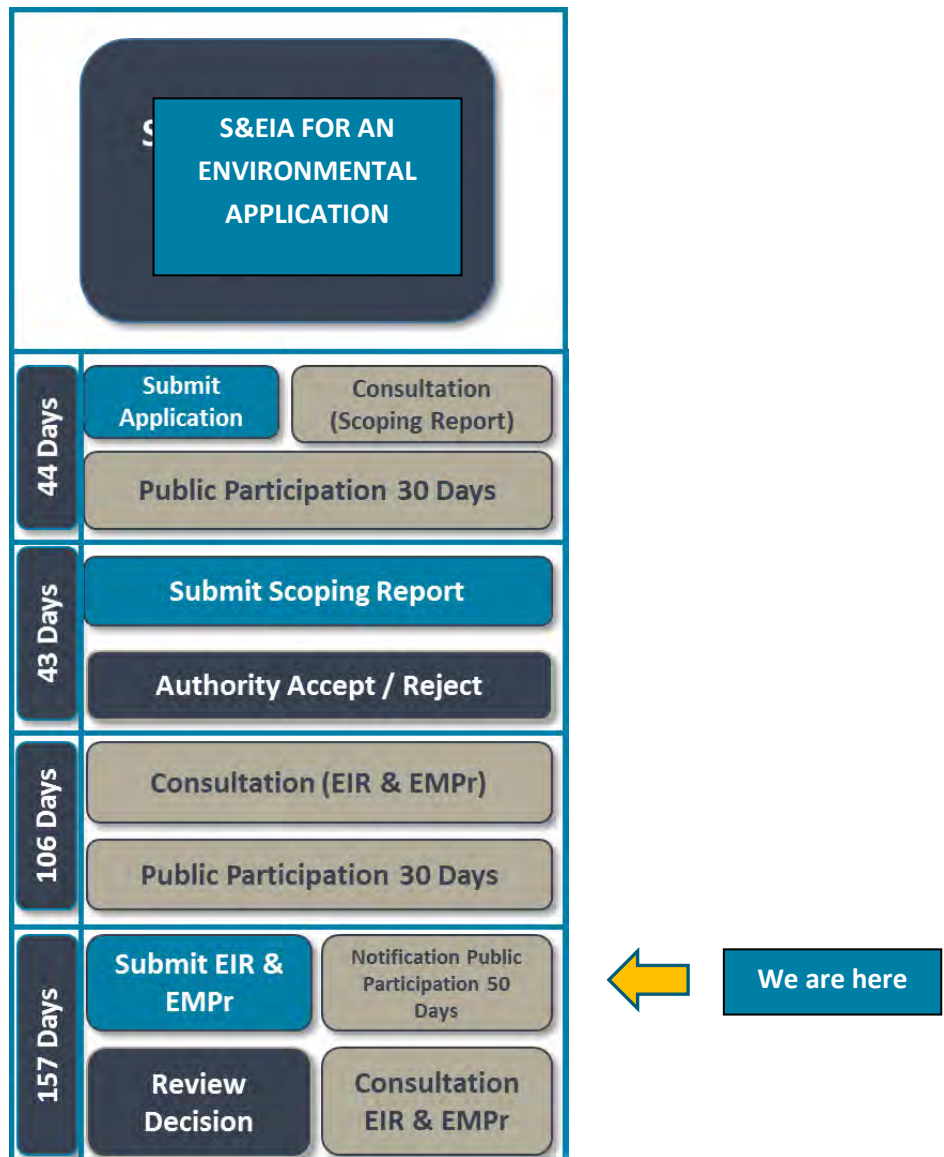 S&EIA FOR AN
ENVIRONMENTAL
APPLICATION
44 Days
Submit
Application
Consultation
(Scoping Report)
Public Participation 30 Days
43 Days
Submit Scoping Report
Authority Accept / Reject
106 Days
Consultation (EIR & EMPr)
Public Participation 30 Days
157 Days
Submit EIR &
EMPr
Notification Public
Participation 50
Days
We are here
Review
Decision
Consultation
EIR & EMPr